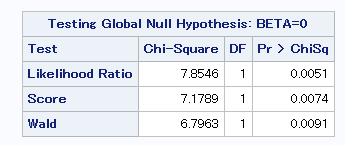 Testing Global Null Hypothesis: BETA=0
Test Chi-Square DF Pr > ChiSq
Likelihood Ratio 7.8546 1 0.0051
Score 7.1789 1 0.0074
Wald 6.7963 1 0.0091